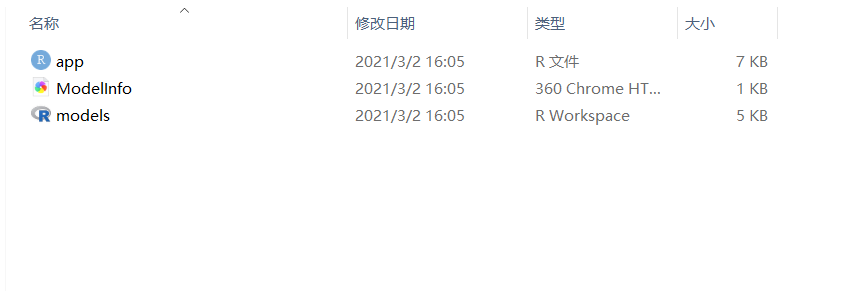 名称 修改日期 类型 大小
app 2021/3/2 16:05 R 文件 7 KB
ModelInfo 2021/3/2 16:05 360 Chrome HT... 1 KB
models 2021/3/2 16:05 R Workspace 5 KB